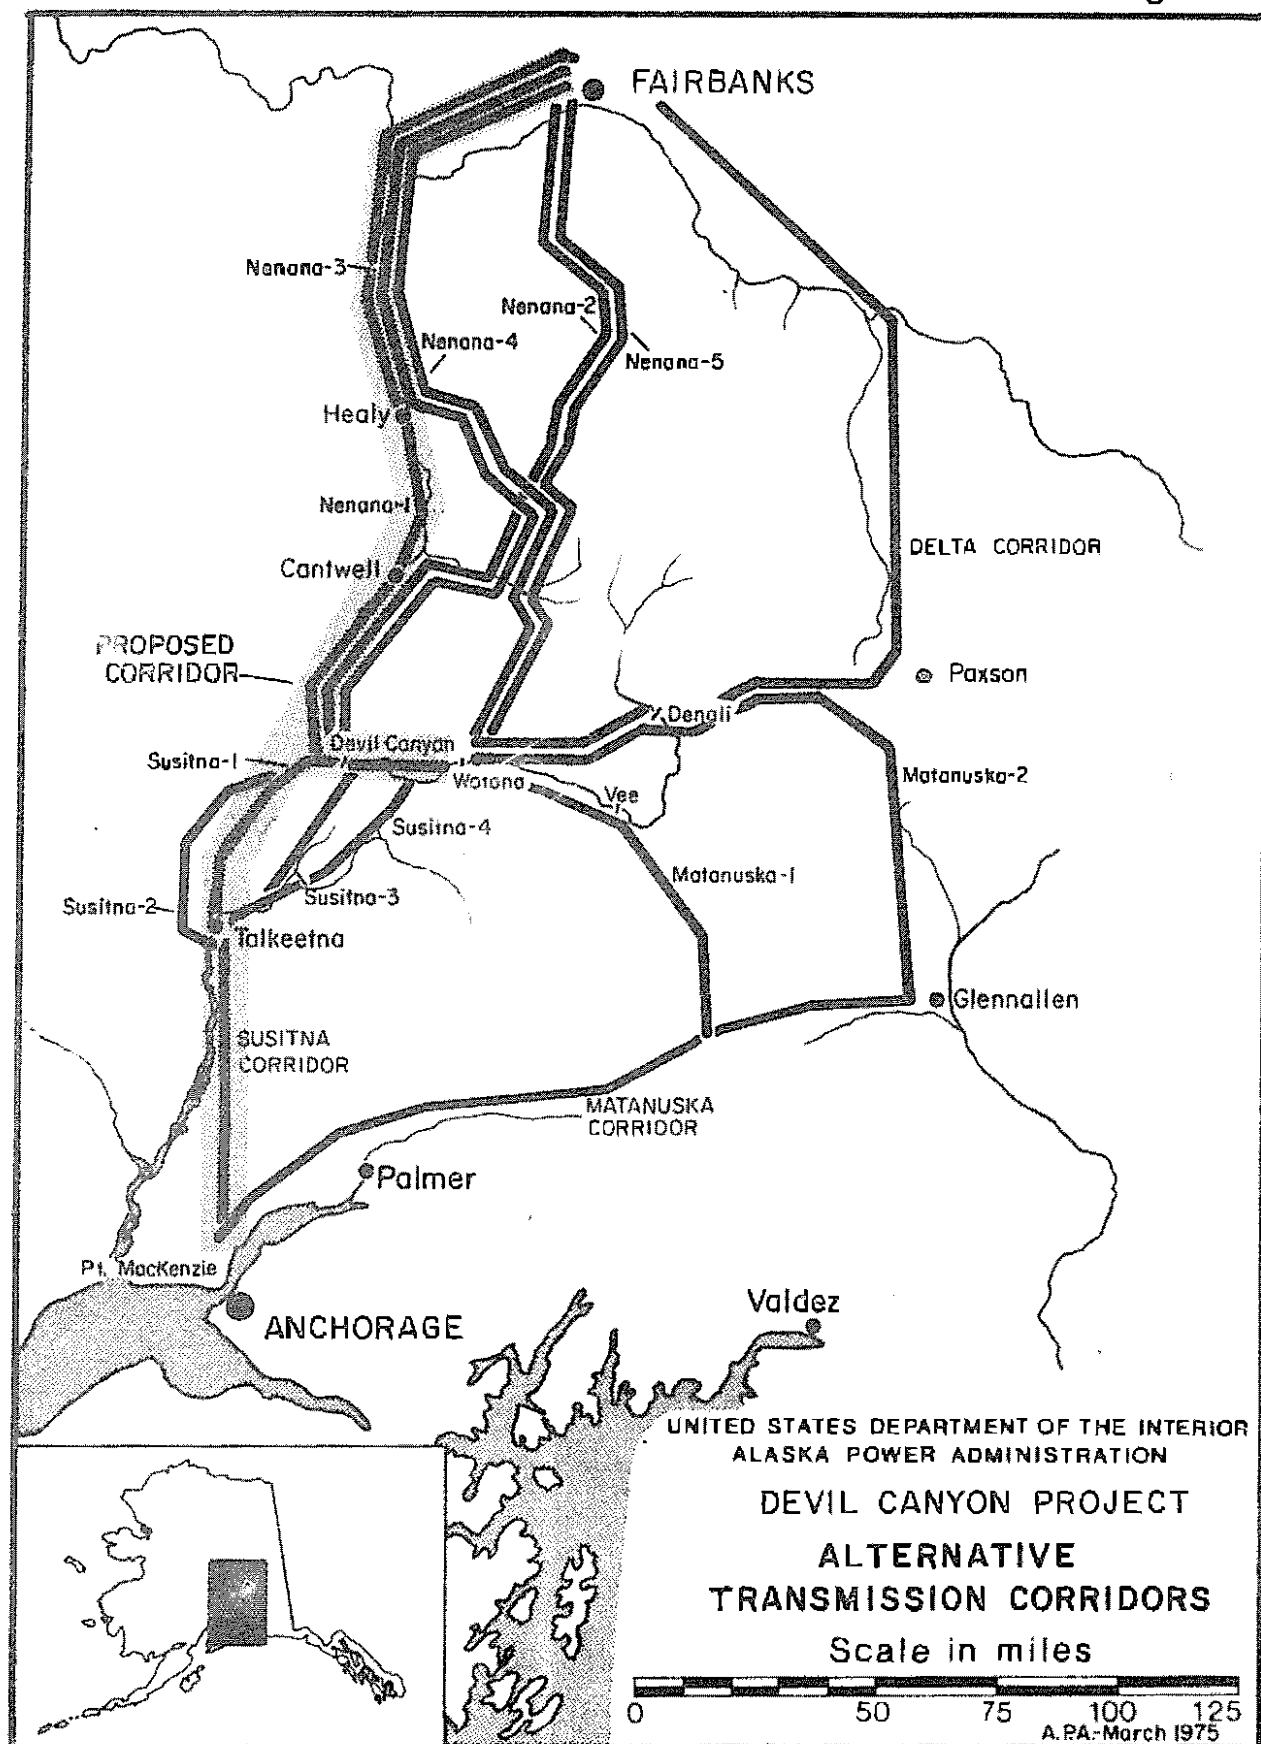 FAIRBANKS
Nenana-3
Nenana-2
Nenana-4
Nenana-5
Healy
Nenana-1
DELTA CORRIDOR
Cantwell
PROPOSED
CORRIDOR
Paxson
Denali
Devil Canyon
Susitna-1
Watana
Matanuska-2
Vee
Susitna-4
Matanuska-1
Susitna-3
Susitna-2
Talkeetna
Glennallen
SUSITNA
CORRIDOR
MATANUSKA
CORRIDOR
Palmer
Pt. MacKenzie
Valdez
ANCHORAGE
UNITED STATES DEPARTMENT OF THE INTERIOR
ALASKA POWER ADMINISTRATION
DEVIL CANYON PROJECT
ALTERNATIVE
TRANSMISSION CORRIDORS
Scale in miles
0 50 75 100 125
A.P.A.-March 1975